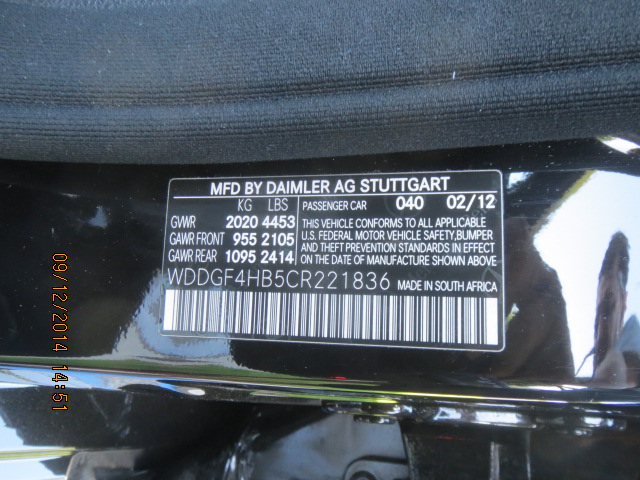 MFD BY DAIMLER AG STUTTGART
KG LBS
GVWR 2020 4453
GAWR FRONT 955 2105
GAWR REAR 1095 2414
PASSENGER CAR 040 02/12
THIS VEHICLE CONFORMS TO ALL APPLICABLE
U.S. FEDERAL MOTOR VEHICLE SAFETY,BUMPER
AND THEFT PREVENTION STANDARDS IN EFFECT
ON THE DATE OF MANUFACTURE SHOWN ABOVE
WDDGF4HB5CR221836 MADE IN SOUTH AFRICA
09/12/2014 14:51